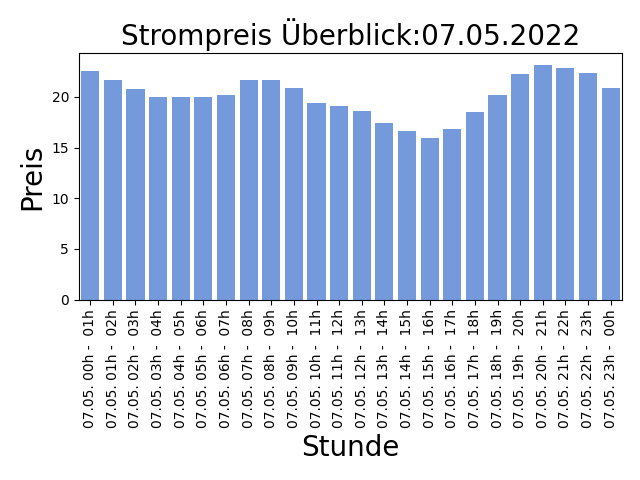 Strompreis Überblick:07.05.2022
Preis
20
15
10
5
0
07.05. 00h - 01h
07.05. 01h - 02h
07.05. 02h - 03h
07.05. 03h - 04h
07.05. 04h - 05h
07.05. 05h - 06h
07.05. 06h - 07h
07.05. 07h - 08h
07.05. 08h - 09h
07.05. 09h - 10h
07.05. 10h - 11h
07.05. 11h - 12h
07.05. 12h - 13h
07.05. 13h - 14h
07.05. 14h - 15h
07.05. 15h - 16h
07.05. 16h - 17h
07.05. 17h - 18h
07.05. 18h - 19h
07.05. 19h - 20h
07.05. 20h - 21h
07.05. 21h - 22h
07.05. 22h - 23h
07.05. 23h - 00h
Stunde